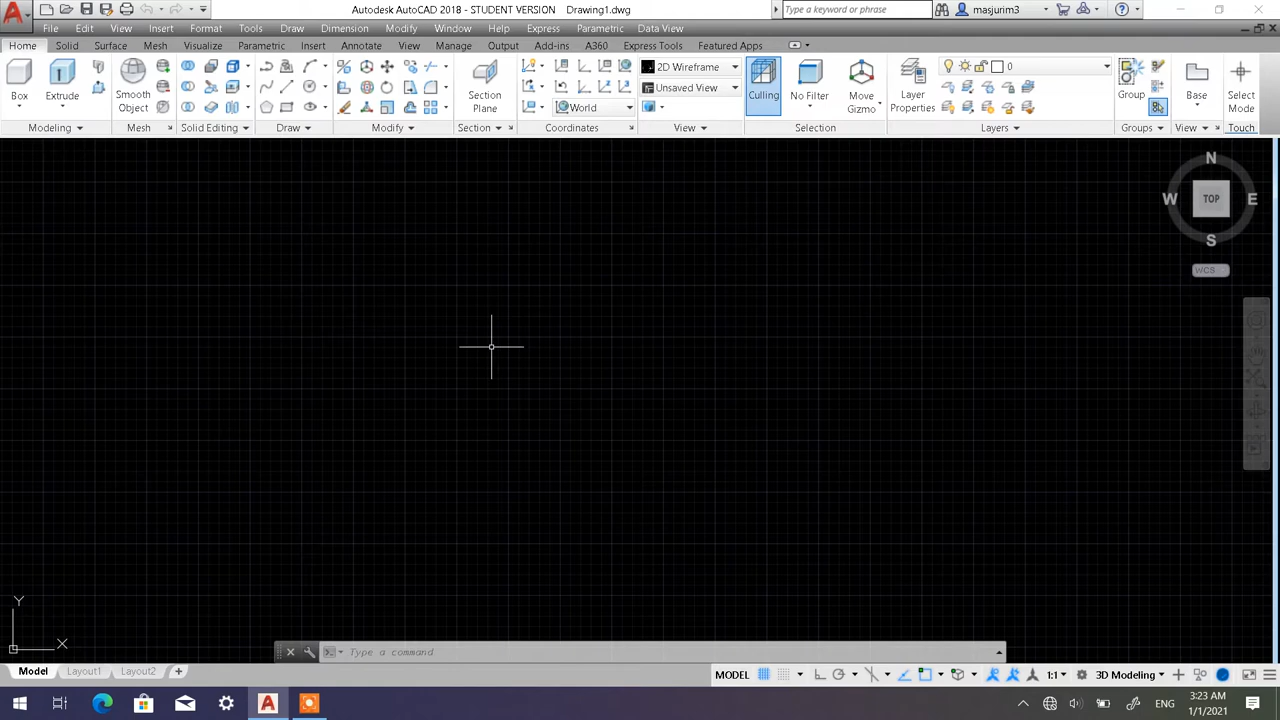 A Autodesk AutoCAD 2018 - STUDENT VERSION Drawing1.dwg Type a keyword or phrase masjurim3
File Edit View Insert Format Tools Draw Dimension Modify Window Help Express Parametric Data View
Home Solid Surface Mesh Visualize Parametric Insert Annotate View Manage Output Add-ins A360 Express Tools Featured Apps
2D Wireframe 0
Unsaved View
Box Extrude Smooth Object Section Plane World Culling No Filter Move Gizmo Layer Properties Group Base Select Mode
Modeling Mesh Solid Editing Draw Modify Section Coordinates View Selection Layers Groups View Touch
N
W TOP E
S
WCS
Y
X
Type a command
Model Layout1 Layout2 + MODEL 1:1 3D Modeling
A ENG 3:23 AM
1/1/2021